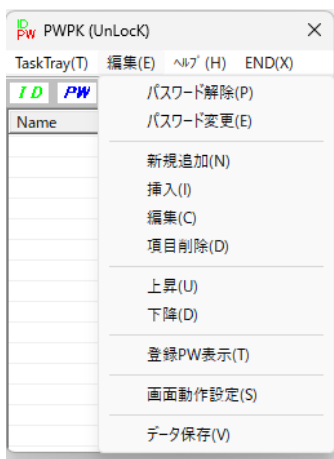 ID
PW PWPK (UnLocK)
TaskTray(T) 編集(E) ヘルプ(H) END(X)
ID PW
Name
パスワード解除(P)
パスワード変更(E)
新規追加(N)
挿入(I)
編集(C)
項目削除(D)
上昇(U)
下降(D)
登録PW表示(T)
画面動作設定(S)
データ保存(V)